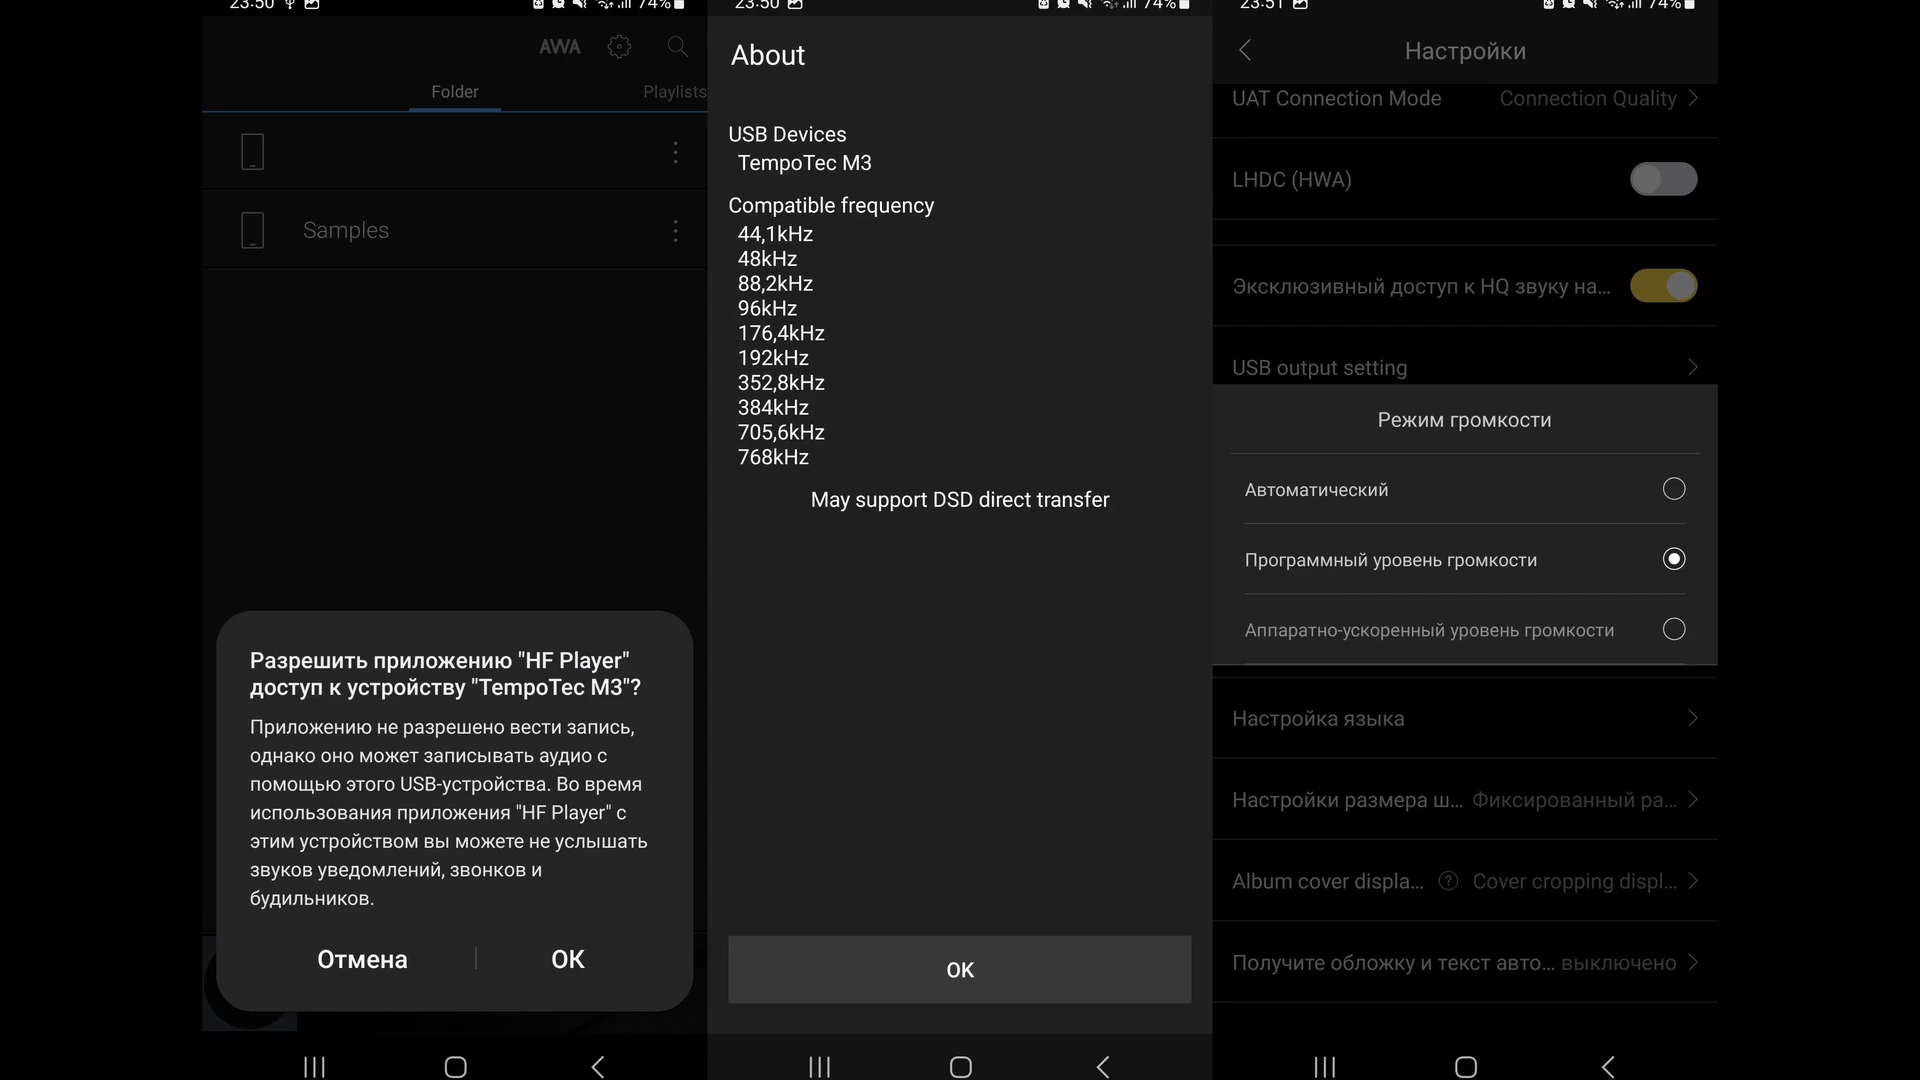 23:50
74%
AWA
Folder
Playlists
Samples
Разрешить приложению "HF Player"
доступ к устройству "TempoTec M3"?
Приложению не разрешено вести запись,
однако оно может записывать аудио с
помощью этого USB-устройства. Во время
использования приложения "HF Player" с
этим устройством вы можете не услышать
звуков уведомлений, звонков и
будильников.
Отмена
ОК
23:50
74%
About
USB Devices
TempoTec M3
Compatible frequency
44,1kHz
48kHz
88,2kHz
96kHz
176,4kHz
192kHz
352,8kHz
384kHz
705,6kHz
768kHz
May support DSD direct transfer
OK
23:51
74%
Настройки
UAT Connection Mode Connection Quality
LHDC (HWA)
Эксклюзивный доступ к HQ звуку на...
USB output setting
Режим громкости
Автоматический
Программный уровень громкости
Аппаратно-ускоренный уровень громкости
Настройка языка
Настройки размера ш... Фиксированный ра...
Album cover displa... ? Cover cropping displ...
Получите обложку и текст авто... выключено